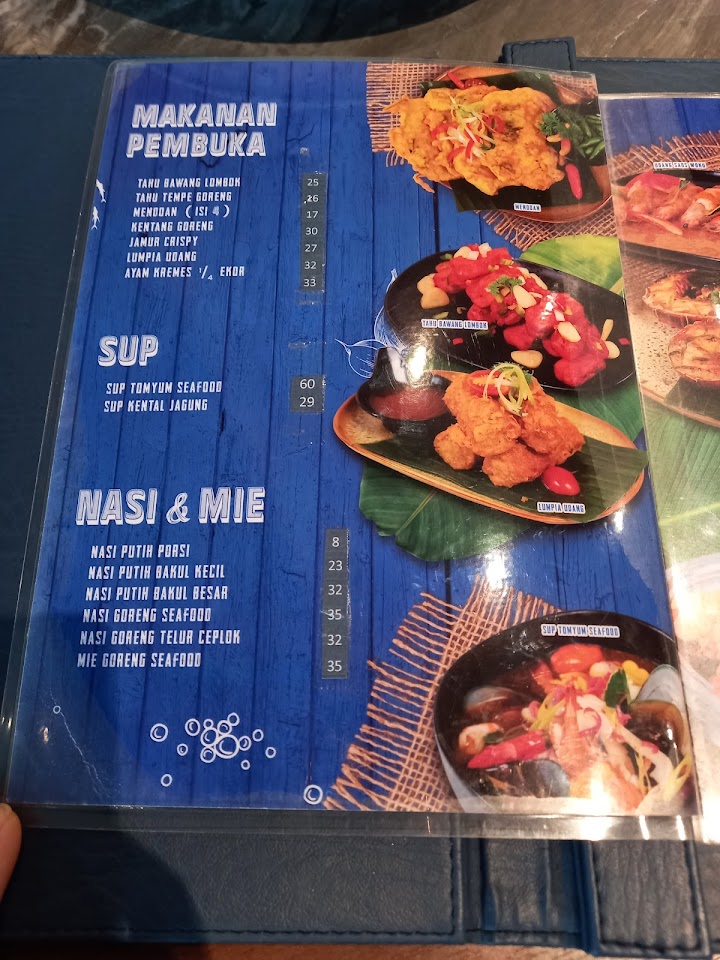 MAKANAN
PEMBUKA
TAHU BAWANG LOMBOK 25
TAHU TEMPE GORENG 26
MENDOAN (ISI 4) 17
KENTANG GORENG 30
JAMUR CRISPY 27
LUMPIA UDANG 32
AYAM KREMES 1/4 EKOR 33
SUP
SUP TOMYUM SEAFOOD 60
SUP KENTAL JAGUNG 29
NASI & MIE
NASI PUTIH PORSI 8
NASI PUTIH BAKUL KECIL 23
NASI PUTIH BAKUL BESAR 32
NASI GORENG SEAFOOD 35
NASI GORENG TELUR CEPLOK 32
MIE GORENG SEAFOOD 35
MENDOAN
TAHU BAWANG LOMBOK
LUMPIA UDANG
SUP TOMYUM SEAFOOD
UDANG SAOS WOKU